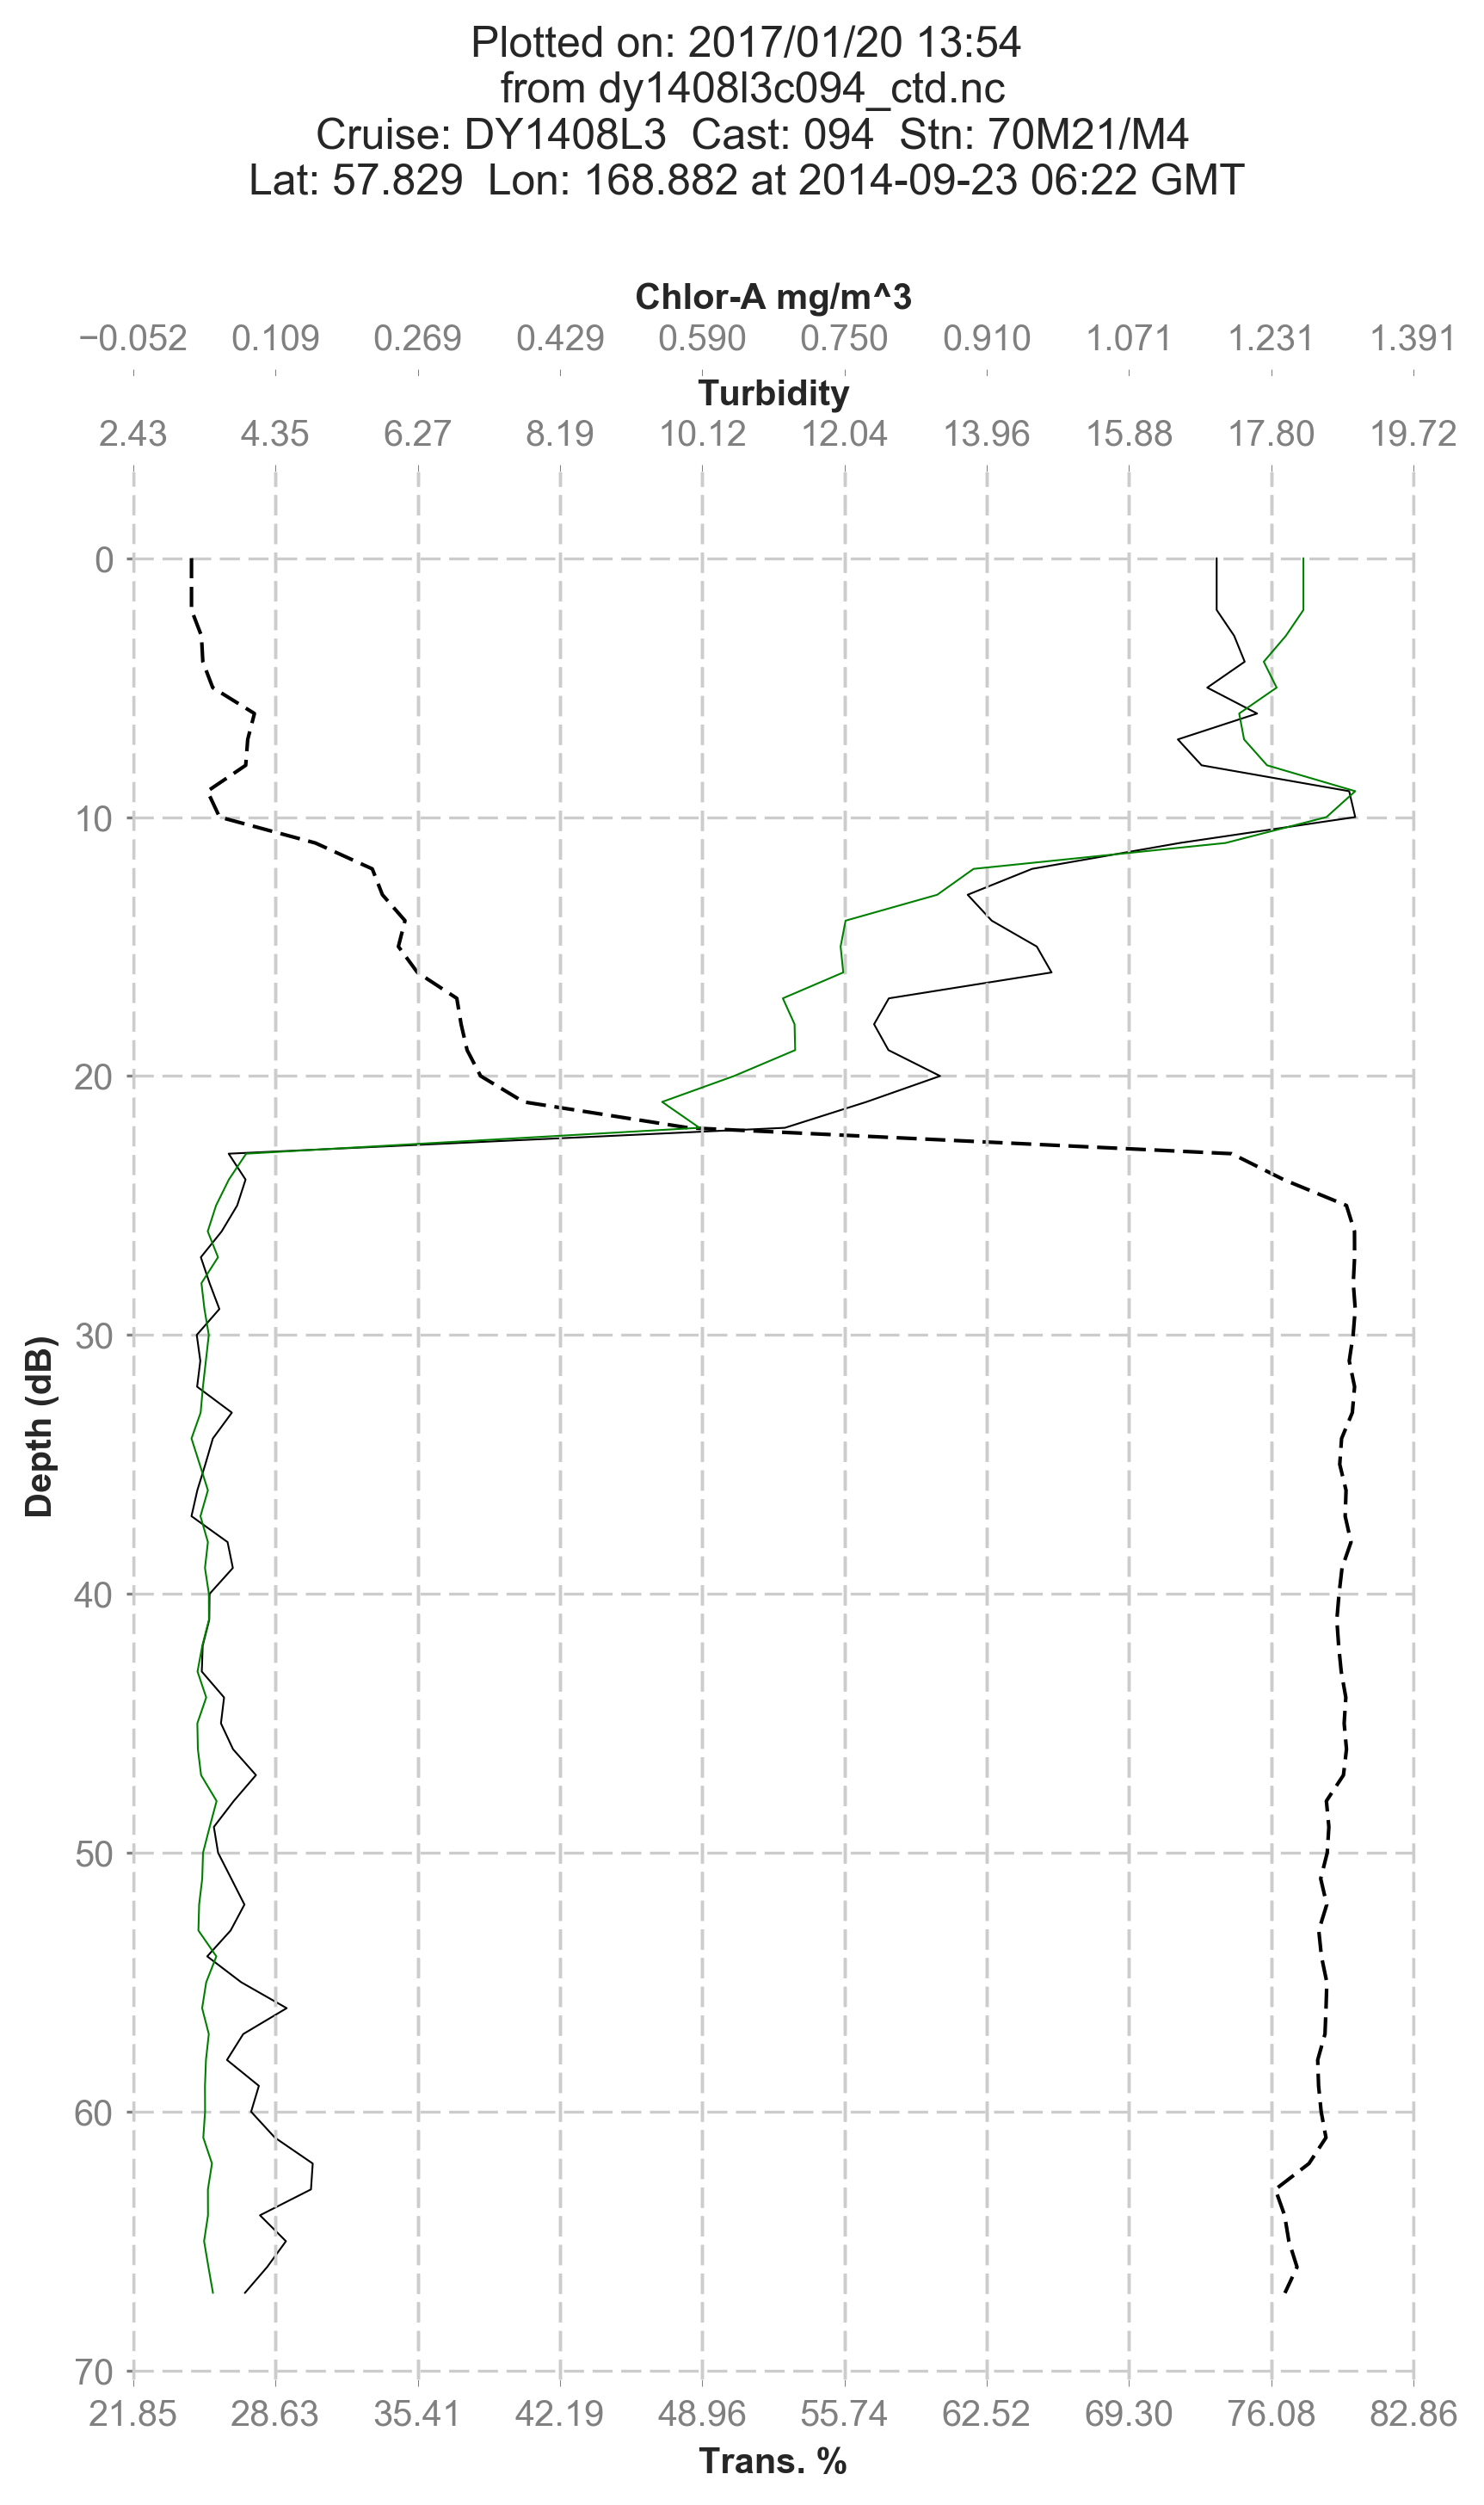 Plotted on: 2017/01/20 13:54
from dy1408l3c094_ctd.nc
Cruise: DY1408L3  Cast: 094  Stn: 70M21/M4
Lat: 57.829  Lon: 168.882 at 2014-09-23 06:22 GMT
Chlor-A mg/m^3
−0.052 0.109 0.269 0.429 0.590 0.750 0.910 1.071 1.231 1.391
Turbidity
2.43 4.35 6.27 8.19 10.12 12.04 13.96 15.88 17.80 19.72
0
10
20
30
Depth (dB)
40
50
60
70
21.85 28.63 35.41 42.19 48.96 55.74 62.52 69.30 76.08 82.86
Trans. %